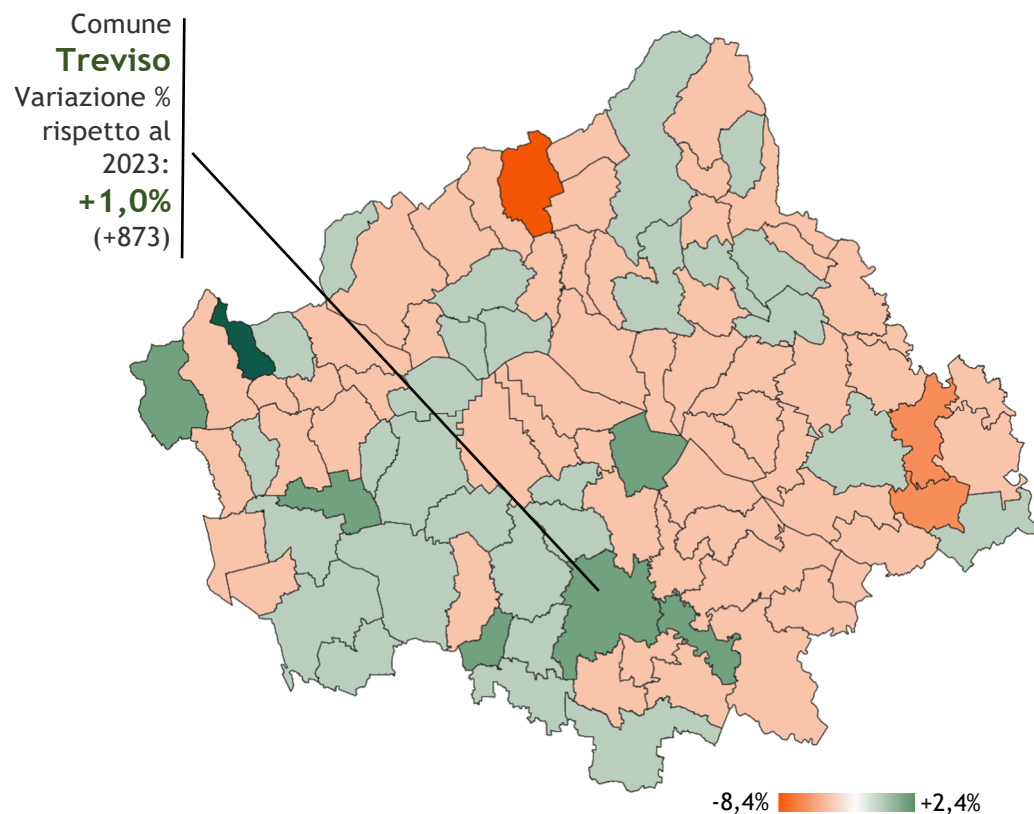 Comune
Treviso
Variazione %
rispetto al
2023:
+1,0%
(+873)
-8,4%
+2,4%